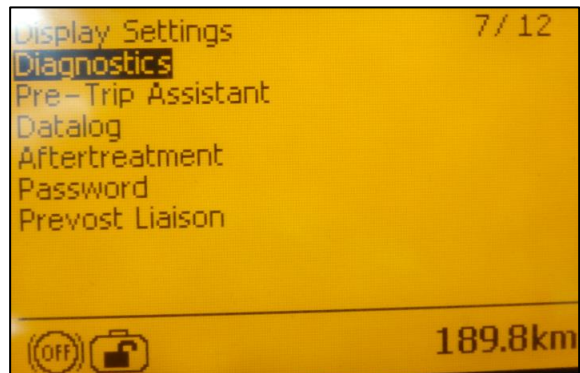 Display Settings 7/12
Diagnostics
Pre-Trip Assistant
Datalog
Aftertreatment
Password
Prevost Liaison
OFF 189.8km